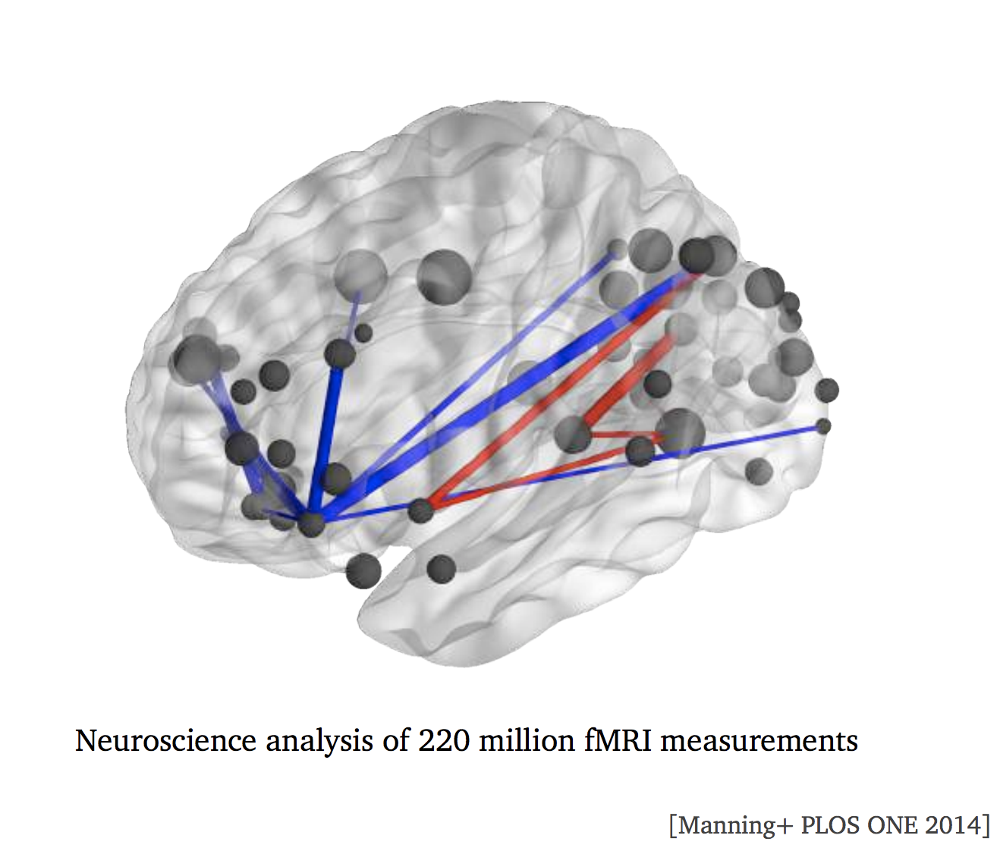 Neuroscience analysis of 220 million fMRI measurements
[Manning+ PLOS ONE 2014]